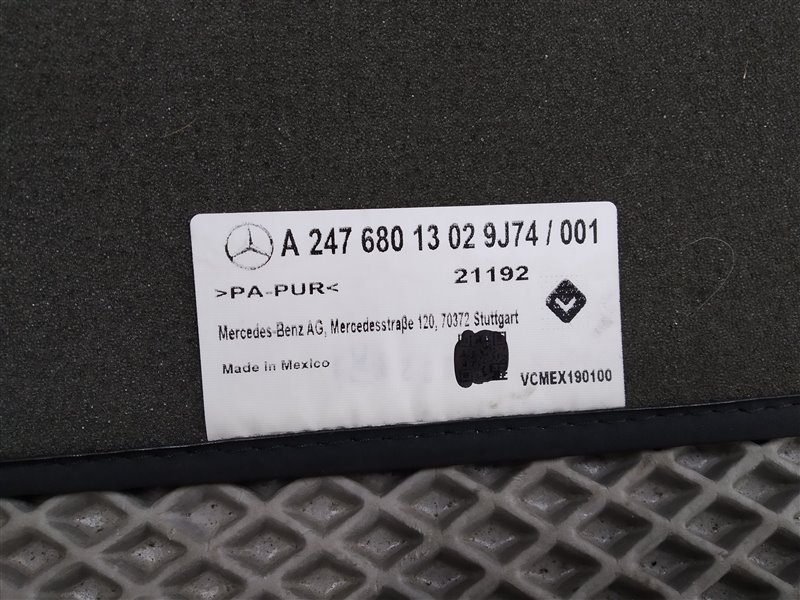 A 247 680 13 02 9J74 / 001
>PA-PUR< 21192
Mercedes-Benz AG, Mercedesstraße 120, 70372 Stuttgart
Made in Mexico
VCMEX190100